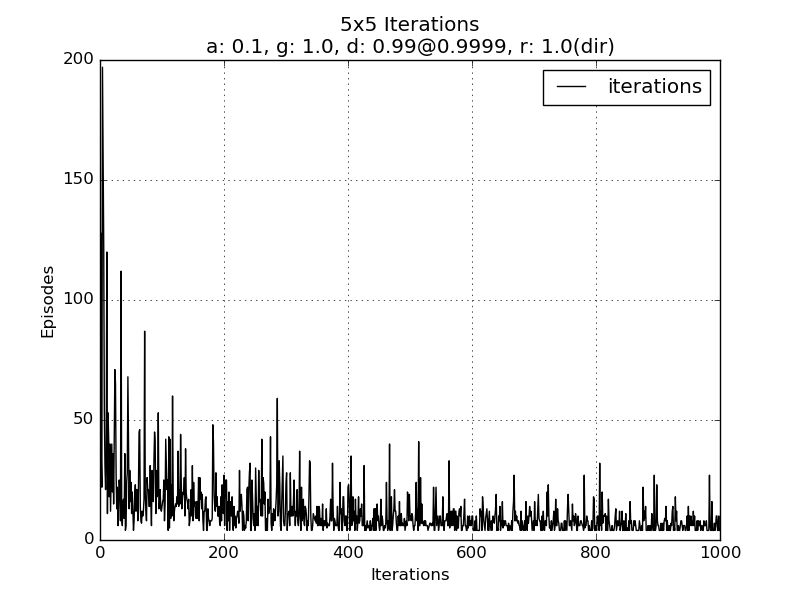 5x5 Iterations
a: 0.1, g: 1.0, d: 0.99@0.9999, r: 1.0(dir)
iterations
200
150
100
50
0
Episodes
0 200 400 600 800 1000
Iterations